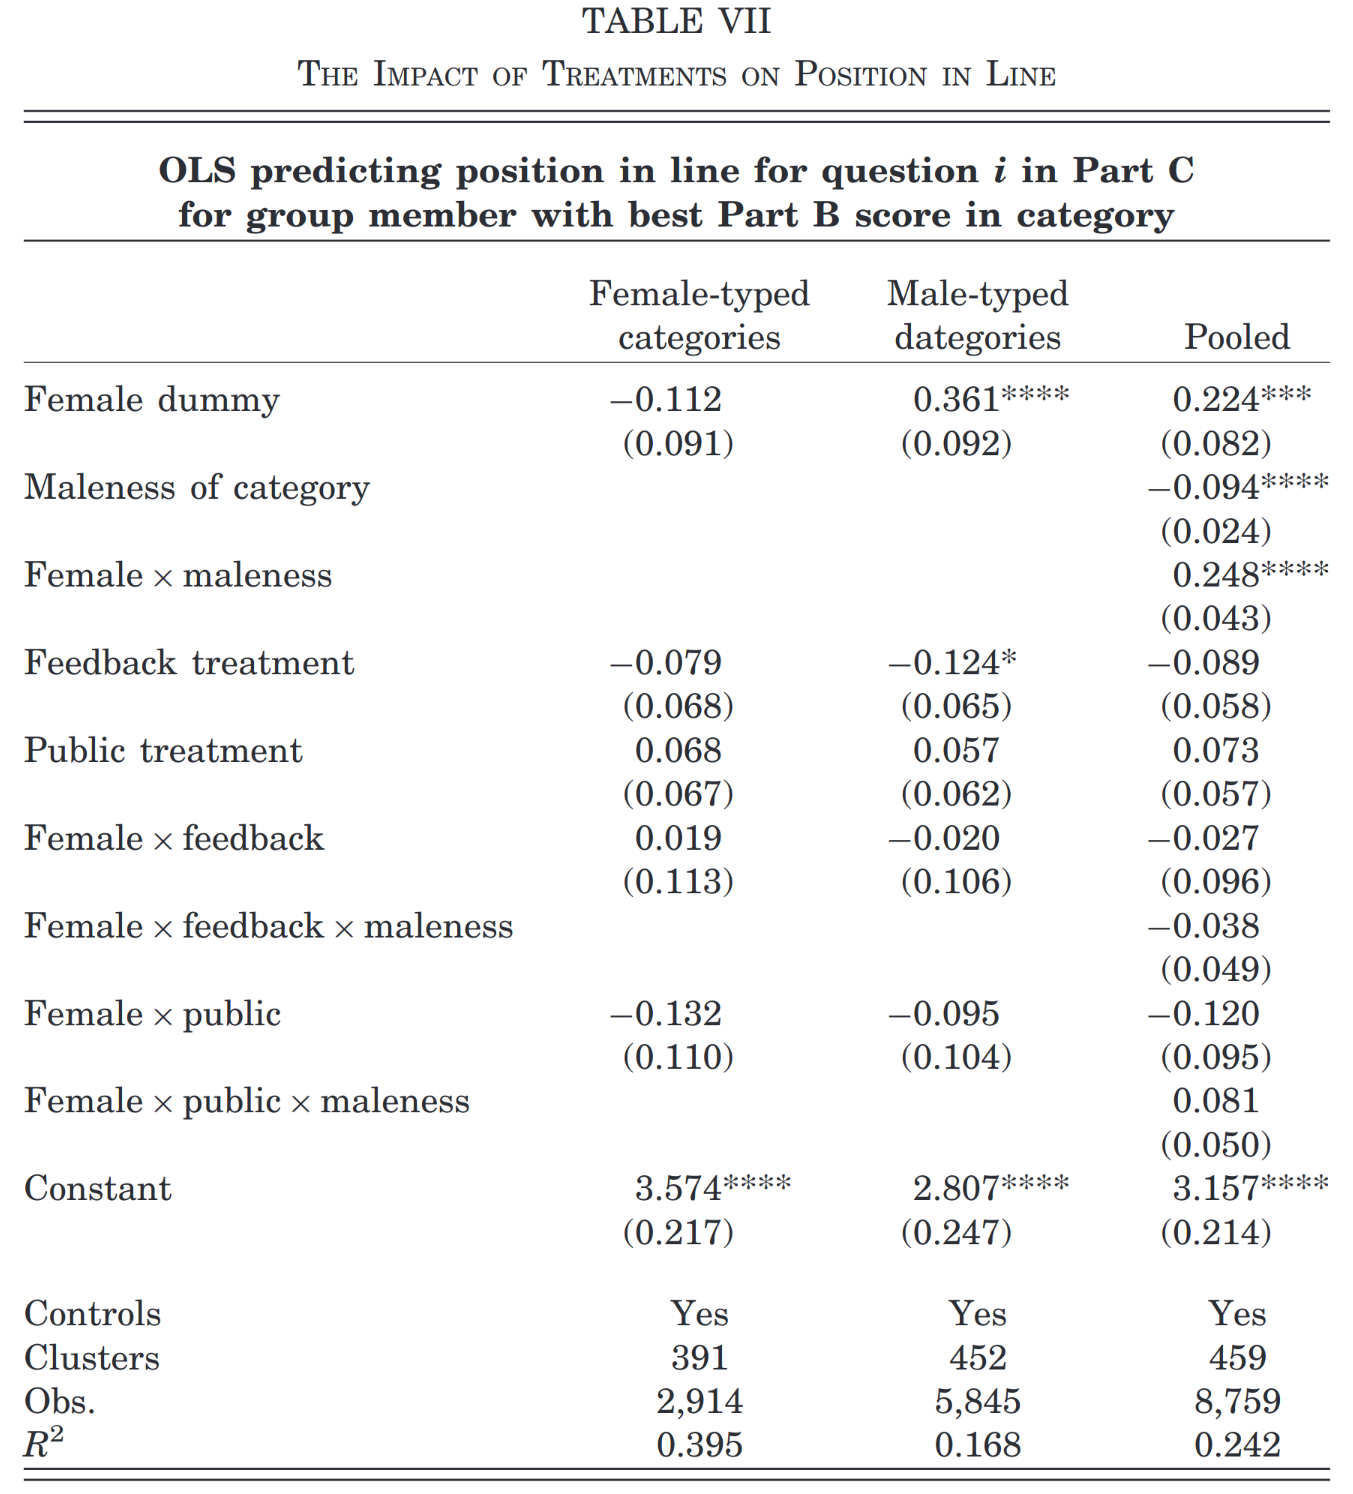 TABLE VII
THE IMPACT OF TREATMENTS ON POSITION IN LINE
OLS predicting position in line for question i in Part C
for group member with best Part B score in category
Female-typed categories Male-typed dategories Pooled
Female dummy −0.112 0.361**** 0.224***
(0.091) (0.092) (0.082)
Maleness of category −0.094****
(0.024)
Female × maleness 0.248****
(0.043)
Feedback treatment −0.079 −0.124* −0.089
(0.068) (0.065) (0.058)
Public treatment 0.068 0.057 0.073
(0.067) (0.062) (0.057)
Female × feedback 0.019 −0.020 −0.027
(0.113) (0.106) (0.096)
Female × feedback × maleness −0.038
(0.049)
Female × public −0.132 −0.095 −0.120
(0.110) (0.104) (0.095)
Female × public × maleness 0.081
(0.050)
Constant 3.574**** 2.807**** 3.157****
(0.217) (0.247) (0.214)
Controls Yes Yes Yes
Clusters 391 452 459
Obs. 2,914 5,845 8,759
R² 0.395 0.168 0.242